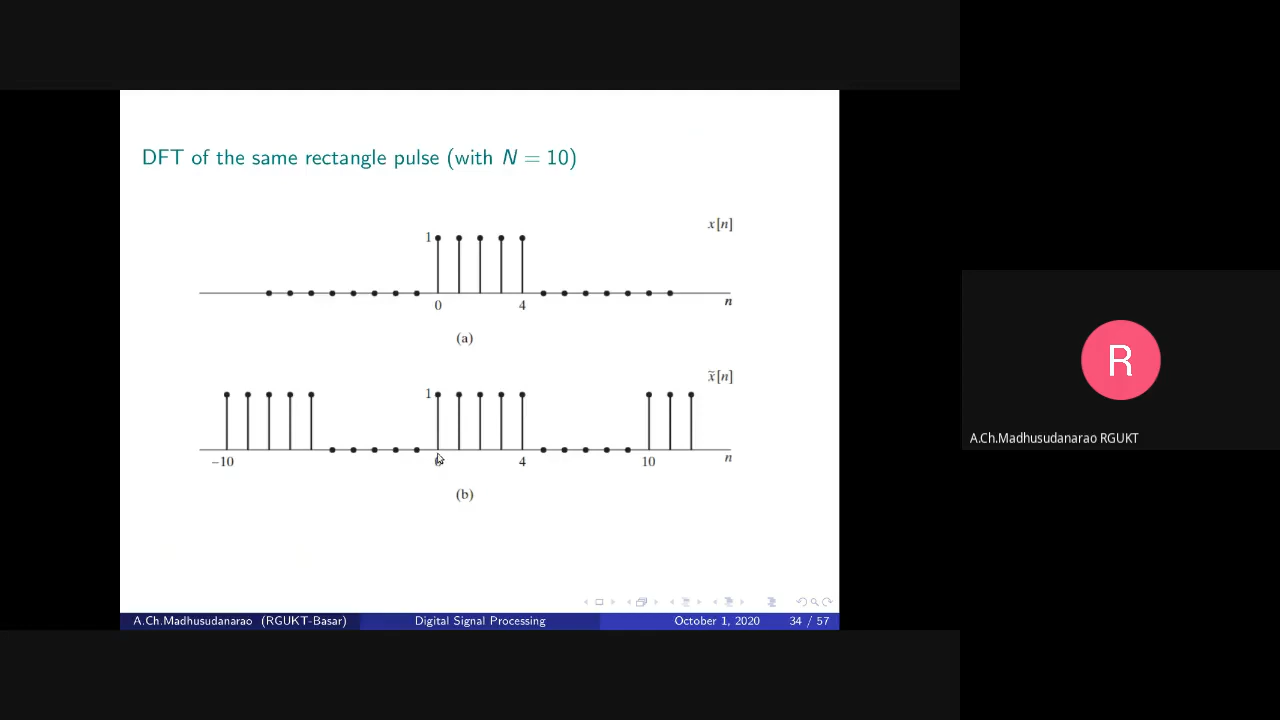 DFT of the same rectangle pulse (with N = 10)
x[n]
1
0 4 n
(a)
x̃[n]
1
−10 4 10 n
(b)
R
A.Ch.Madhusudanarao RGUKT
A.Ch.Madhusudanarao (RGUKT-Basar) Digital Signal Processing October 1, 2020 34 / 57